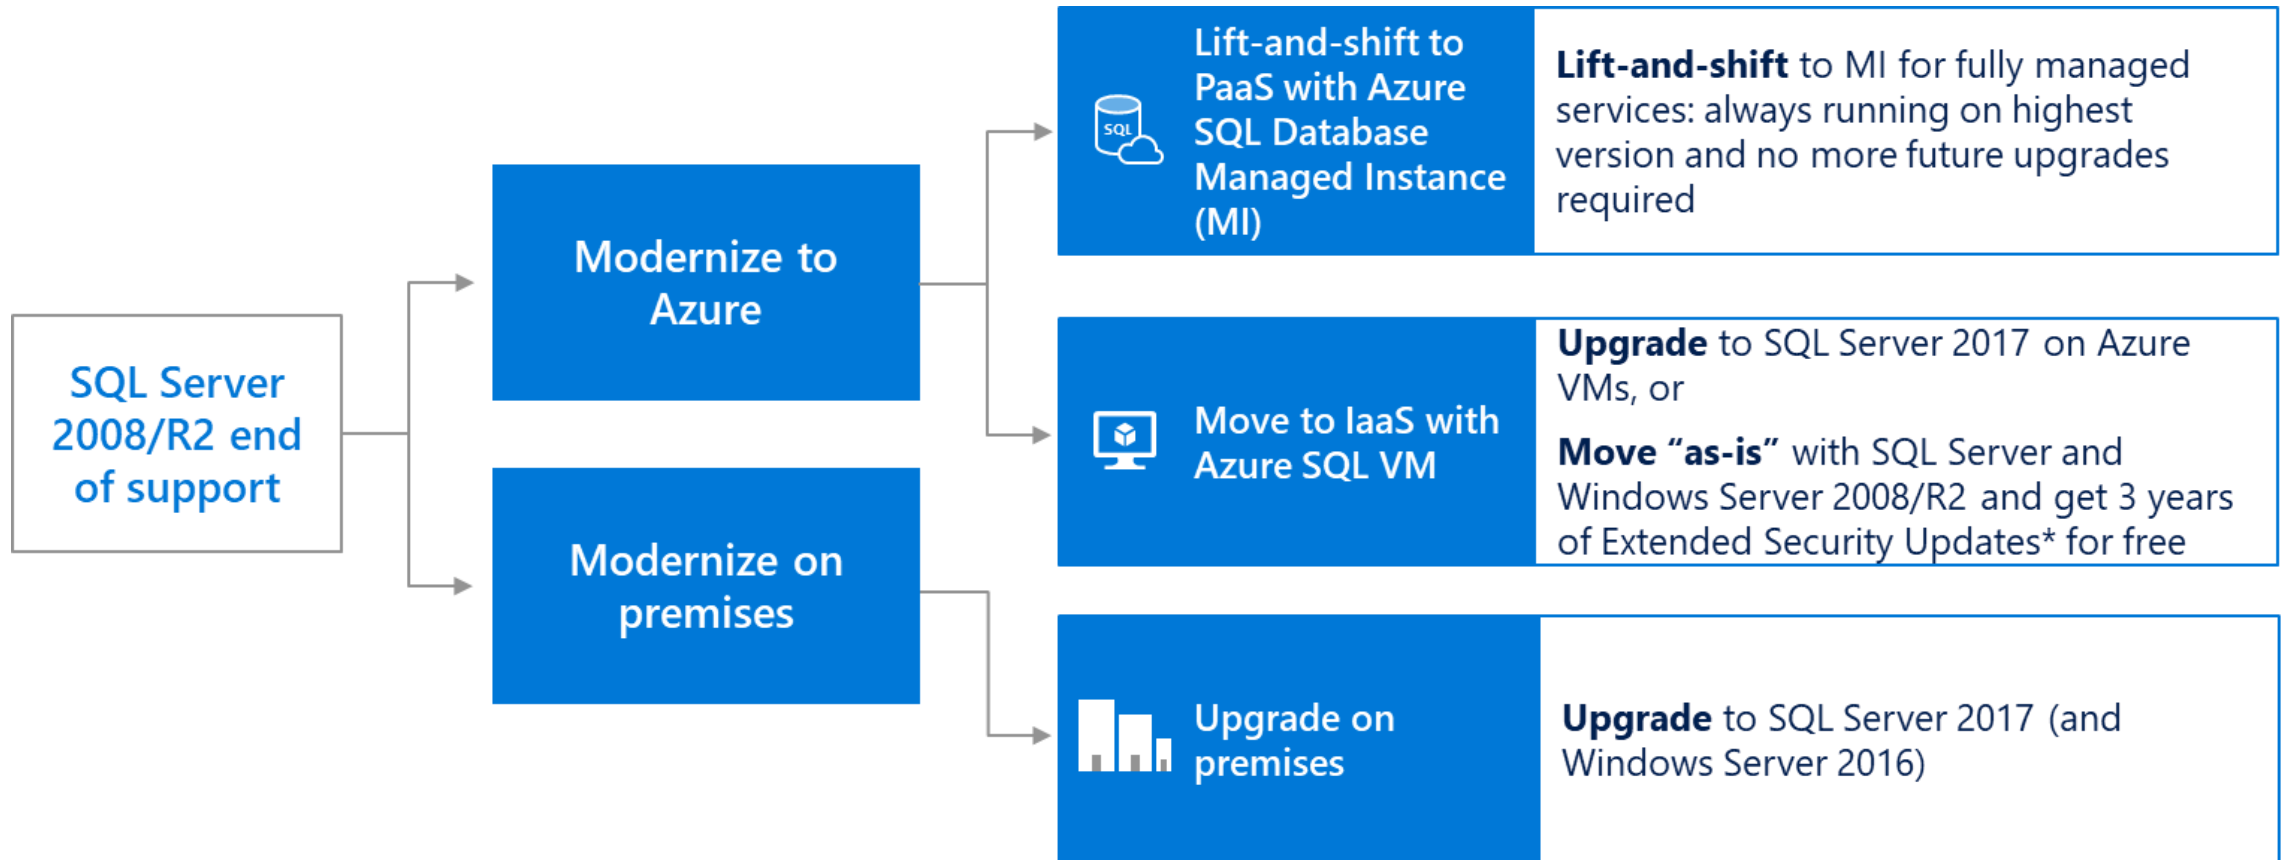 SQL Server
2008/R2 end
of support
Modernize to
Azure
Modernize on
premises
SQL
Lift-and-shift to
PaaS with Azure
SQL Database
Managed Instance
(MI)
Lift-and-shift to MI for fully managed
services: always running on highest
version and no more future upgrades
required
Move to IaaS with
Azure SQL VM
Upgrade to SQL Server 2017 on Azure
VMs, or
Move “as-is” with SQL Server and
Windows Server 2008/R2 and get 3 years
of Extended Security Updates* for free
Upgrade on
premises
Upgrade to SQL Server 2017 (and
Windows Server 2016)